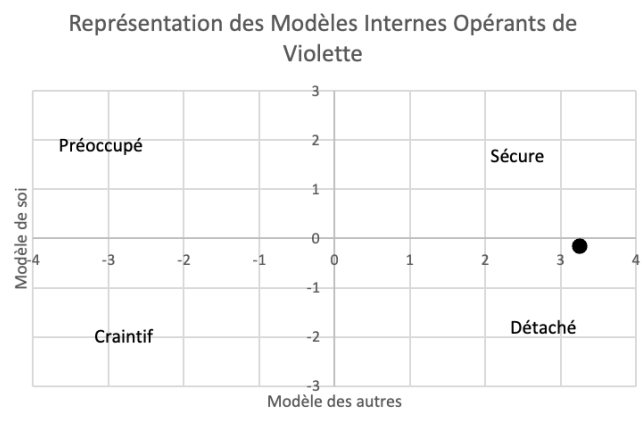 Représentation des Modèles Internes Opérants de
Violette
3
Préoccupé
2
Sécure
1
0
-4 -3 -2 -1 0 1 2 3 4
-1
Détaché
Craintif
-2
-3
Modèle de soi
Modèle des autres